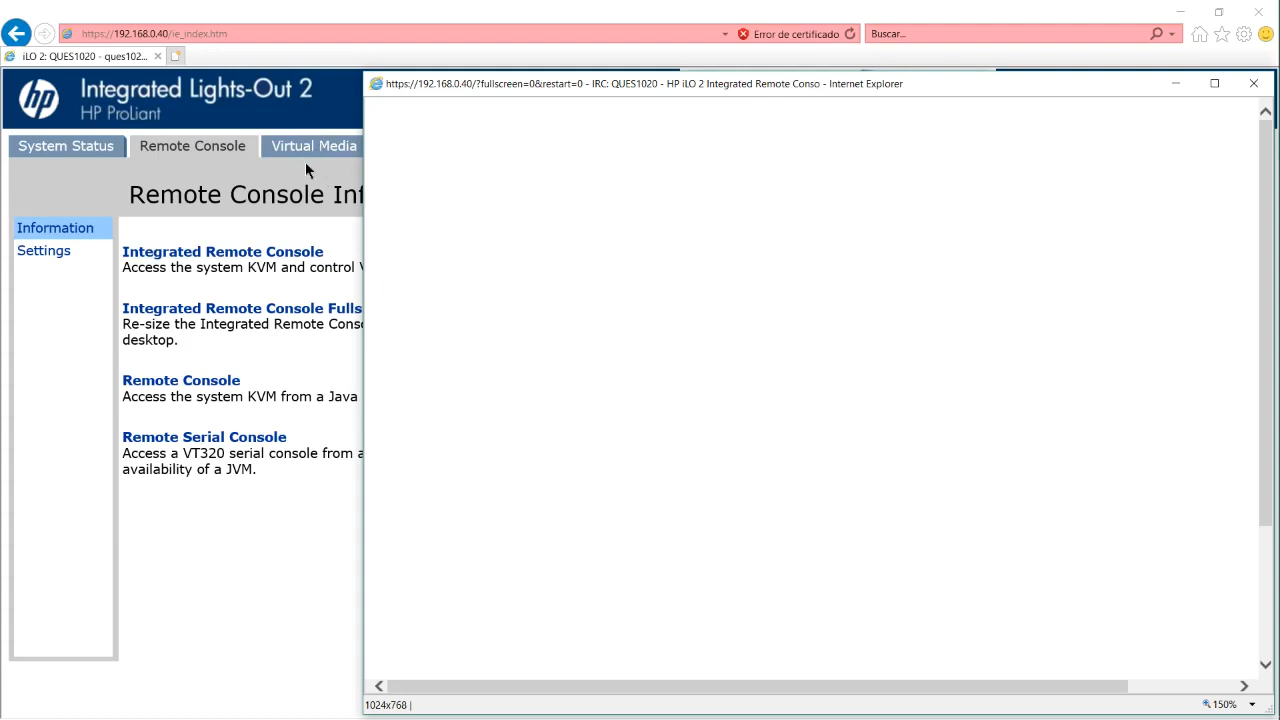 https://192.168.0.40/ie_index.htm
Error de certificado
Buscar...
iLO 2: QUES1020 - ques102...
hp
Integrated Lights-Out 2
HP ProLiant
https://192.168.0.40/?fullscreen=0&restart=0 - IRC: QUES1020 - HP iLO 2 Integrated Remote Conso - Internet Explorer
System Status
Remote Console
Virtual Media
Remote Console Inf
Information
Settings
Integrated Remote Console
Access the system KVM and control V
Integrated Remote Console Fulls
Re-size the Integrated Remote Conso
desktop.
Remote Console
Access the system KVM from a Java
Remote Serial Console
Access a VT320 serial console from a
availability of a JVM.
1024x768 |
150%